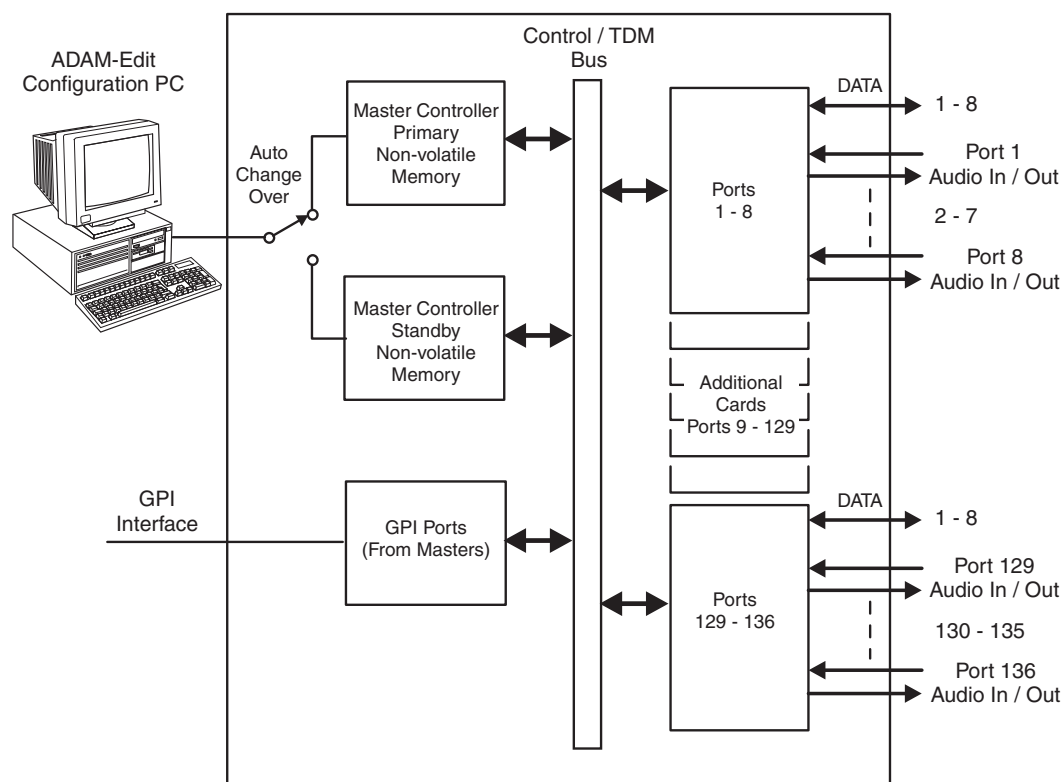 ADAM-Edit
Configuration PC
Control / TDM
Bus
Auto
Change
Over
Master Controller
Primary
Non-volatile
Memory
Master Controller
Standby
Non-volatile
Memory
GPI
Interface
GPI Ports
(From Masters)
Ports
1 - 8
DATA
1 - 8
Port 1
Audio In / Out
2 - 7
Port 8
Audio In / Out
Additional
Cards
Ports 9 - 129
Ports
129 - 136
DATA
1 - 8
Port 129
Audio In / Out
130 - 135
Port 136
Audio In / Out